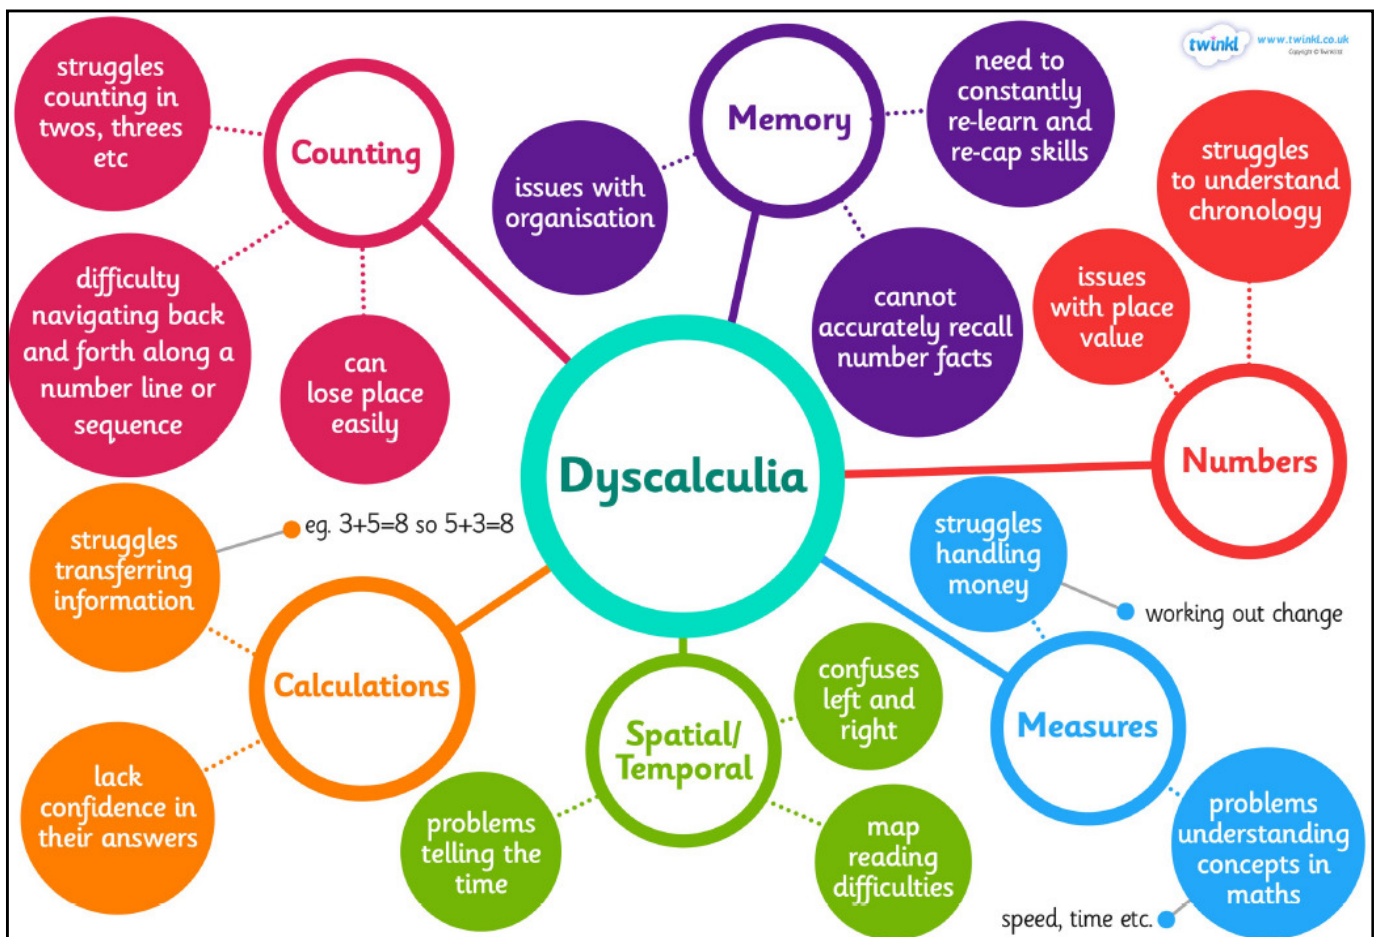 twinkl
www.twinkl.co.uk
struggles
counting in
twos, threes
etc
Counting
difficulty
navigating back
and forth along a
number line or
sequence
can
lose place
easily
Memory
issues with
organisation
need to
constantly
re-learn and
re-cap skills
cannot
accurately recall
number facts
struggles
to understand
chronology
issues
with place
value
Numbers
Dyscalculia
struggles
transferring
information
eg. 3+5=8 so 5+3=8
Calculations
lack
confidence in
their answers
Spatial/
Temporal
confuses
left and
right
problems
telling the
time
map
reading
difficulties
struggles
handling
money
working out change
Measures
problems
understanding
concepts in
maths
speed, time etc.